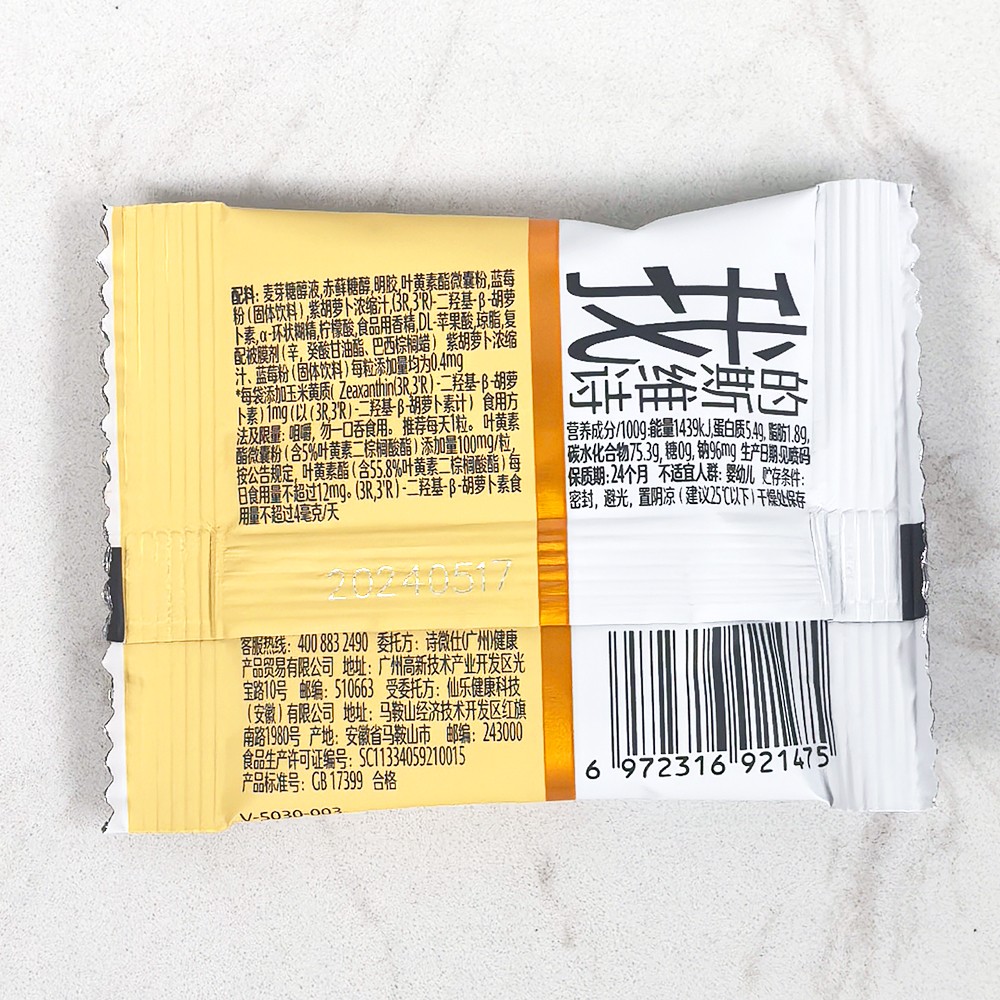 配料：麦芽糖醇液,赤藓糖醇,明胶,叶黄素酯微囊粉,蓝莓
粉（固体饮料）,紫胡萝卜浓缩汁,(3R,3'R)-二羟基-β-胡萝
卜素,α-环状糊精,柠檬酸,食品用香精,DL-苹果酸,琼脂,复
配被膜剂（辛，癸酸甘油酯、巴西棕榈蜡） 紫胡萝卜浓缩
汁、蓝莓粉（固体饮料）每粒添加量均为0.4mg
*每袋添加玉米黄质( Zeaxanthin(3R,3'R)-二羟基-β-胡萝
卜素）1mg（以（3R,3'R）-二羟基-β-胡萝卜素计） 食用方
法及限量：咀嚼，勿一口吞食用。 推荐每天1粒。 叶黄素
酯微囊粉（含5%叶黄素二棕榈酸酯）添加量100mg/粒，
按公告规定，叶黄素酯（含55.8%叶黄素二棕榈酸酯）每
日食用量不超过12mg。(3R,3'R)-二羟基-β-胡萝卜素食
用量不超过4毫克/天
20240517
客服热线：400 883 2490 委托方：诗微仕(广州)健康
产品贸易有限公司 地址：广州高新技术产业开发区光
宝路10号 邮编：510663 受委托方：仙乐健康科技
（安徽）有限公司 地址：马鞍山经济技术开发区红旗
南路1980号 产地：安徽省马鞍山市 邮编：243000
食品生产许可证编号：SC11334059210015
产品标准号：GB 17399 合格
V-5030-003
我
的斯维诗
营养成分/100g:能量1439kJ,蛋白质5.4g, 脂肪1.8g,
碳水化合物75.3g, 糖0g, 钠96mg 生产日期:见喷码
保质期：24个月 不适宜人群：婴幼儿 贮存条件：
密封，避光，置阴凉（建议25℃以下）干燥处保存
6 972316 921475